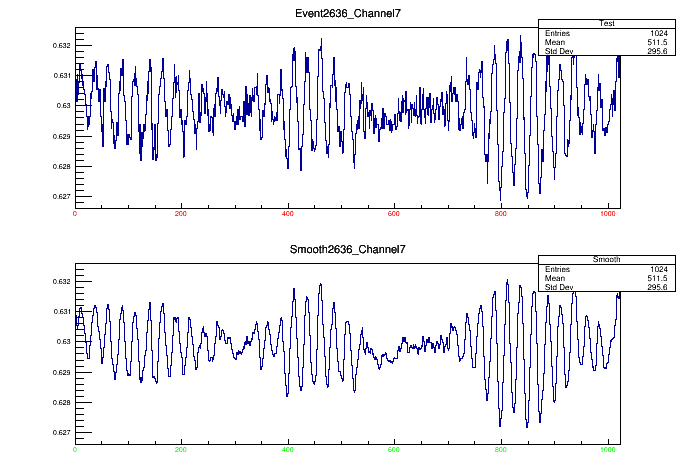 Event2636_Channel7
Test
Entries 1024
Mean 511.5
Std Dev 295.6
0.632
0.631
0.63
0.629
0.628
0.627
0 200 400 600 800 1000
Smooth2636_Channel7
Smooth
Entries 1024
Mean 511.5
Std Dev 295.6
0.632
0.631
0.63
0.629
0.628
0.627
0 200 400 600 800 1000